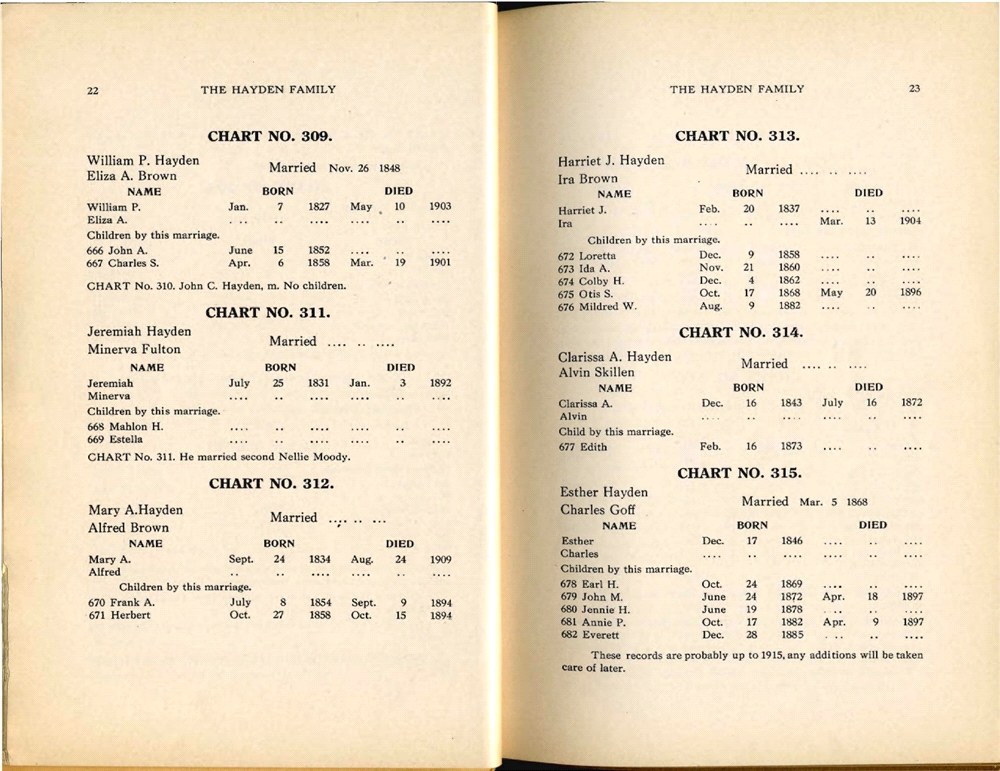 22 THE HAYDEN FAMILY
CHART NO. 309.
William P. Hayden
Married Nov. 26 1848
Eliza A. Brown
NAME BORN DIED
William P. Jan. 7 1827 May 10 1903
Eliza A. . .. .. .... .... .. ....
Children by this marriage.
666 John A. June 15 1852 .... .. ....
667 Charles S. Apr. 6 1858 Mar. 19 1901
CHART No. 310. John C. Hayden, m. No children.
CHART NO. 311.
Jeremiah Hayden
Married .... .. ....
Minerva Fulton
NAME BORN DIED
Jeremiah July 25 1831 Jan. 3 1892
Minerva .... .. .... .... .. ....
Children by this marriage.
668 Mahlon H. .... .. .... .... .. ....
669 Estella .... .. .... .... .. ....
CHART No. 311. He married second Nellie Moody.
CHART NO. 312.
Mary A.Hayden
Married .... .. ...
Alfred Brown
NAME BORN DIED
Mary A. Sept. 24 1834 Aug. 24 1909
Alfred .. .. .... .... .. ....
Children by this marriage.
670 Frank A. July 8 1854 Sept. 9 1894
671 Herbert Oct. 27 1858 Oct. 15 1894
THE HAYDEN FAMILY 23
CHART NO. 313.
Harriet J. Hayden
Married .... .. ....
Ira Brown
NAME BORN DIED
Harriet J. Feb. 20 1837 .... .. ....
Ira .... .. .... Mar. 13 1904
Children by this marriage.
672 Loretta Dec. 9 1858 .... .. ....
673 Ida A. Nov. 21 1860 .... .. ....
674 Colby H. Dec. 4 1862 .... .. ....
675 Otis S. Oct. 17 1868 May 20 1896
676 Mildred W. Aug. 9 1882 .... .. ....
CHART NO. 314.
Clarissa A. Hayden
Married .... .. ....
Alvin Skillen
NAME BORN DIED
Clarissa A. Dec. 16 1843 July 16 1872
Alvin .... .. .... .... .. ....
Child by this marriage.
677 Edith Feb. 16 1873 .... .. ....
CHART NO. 315.
Esther Hayden
Married Mar. 5 1868
Charles Goff
NAME BORN DIED
Esther Dec. 17 1846 .... .. ....
Charles .... .. .... .... .. ....
Children by this marriage.
678 Earl H. Oct. 24 1869 .... .. ....
679 John M. June 24 1872 Apr. 18 1897
680 Jennie H. June 19 1878 . .. .. ....
681 Annie P. Oct. 17 1882 Apr. 9 1897
682 Everett Dec. 28 1885 . .. .. ....
These records are probably up to 1915, any additions will be taken
care of later.